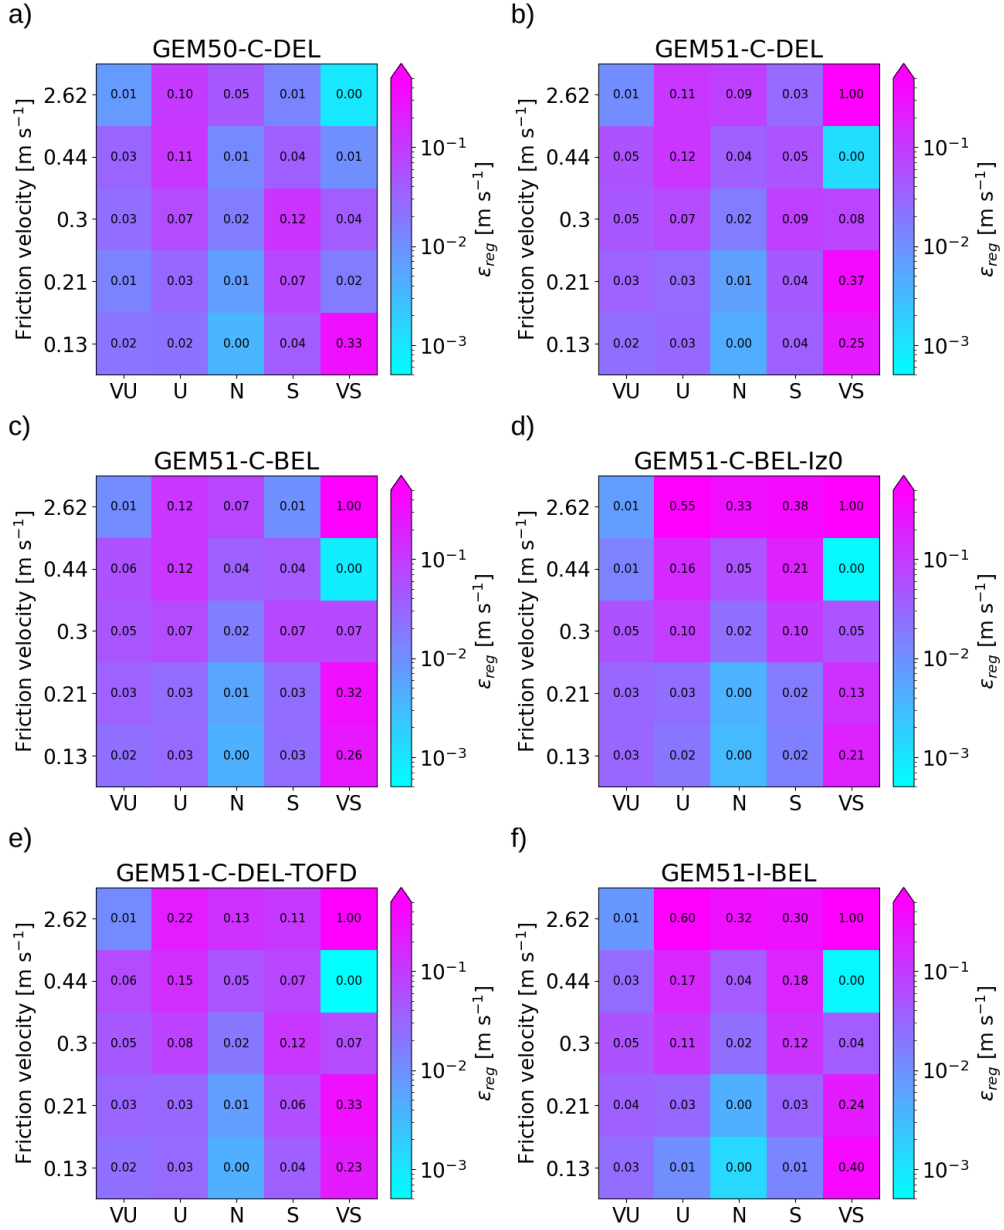 a)
GEM50-C-DEL
Friction velocity [m s⁻¹]
2.62 0.01 0.10 0.05 0.01 0.00
0.44 0.03 0.11 0.01 0.04 0.01
0.3 0.03 0.07 0.02 0.12 0.04
0.21 0.01 0.03 0.01 0.07 0.02
0.13 0.02 0.02 0.00 0.04 0.33
VU U N S VS
10⁻¹
10⁻²
10⁻³
ε_reg [m s⁻¹]
b)
GEM51-C-DEL
Friction velocity [m s⁻¹]
2.62 0.01 0.11 0.09 0.03 1.00
0.44 0.05 0.12 0.04 0.05 0.00
0.3 0.05 0.07 0.02 0.09 0.08
0.21 0.03 0.03 0.01 0.04 0.37
0.13 0.02 0.03 0.00 0.04 0.25
VU U N S VS
10⁻¹
10⁻²
10⁻³
ε_reg [m s⁻¹]
c)
GEM51-C-BEL
Friction velocity [m s⁻¹]
2.62 0.01 0.12 0.07 0.01 1.00
0.44 0.06 0.12 0.04 0.04 0.00
0.3 0.05 0.07 0.02 0.07 0.07
0.21 0.03 0.03 0.01 0.03 0.32
0.13 0.02 0.03 0.00 0.03 0.26
VU U N S VS
10⁻¹
10⁻²
10⁻³
ε_reg [m s⁻¹]
d)
GEM51-C-BEL-Iz0
Friction velocity [m s⁻¹]
2.62 0.01 0.55 0.33 0.38 1.00
0.44 0.01 0.16 0.05 0.21 0.00
0.3 0.05 0.10 0.02 0.10 0.05
0.21 0.03 0.03 0.00 0.02 0.13
0.13 0.03 0.02 0.00 0.02 0.21
VU U N S VS
10⁻¹
10⁻²
10⁻³
ε_reg [m s⁻¹]
e)
GEM51-C-DEL-TOFD
Friction velocity [m s⁻¹]
2.62 0.01 0.22 0.13 0.11 1.00
0.44 0.06 0.15 0.05 0.07 0.00
0.3 0.05 0.08 0.02 0.12 0.07
0.21 0.03 0.03 0.01 0.06 0.33
0.13 0.02 0.03 0.00 0.04 0.23
VU U N S VS
10⁻¹
10⁻²
10⁻³
ε_reg [m s⁻¹]
f)
GEM51-I-BEL
Friction velocity [m s⁻¹]
2.62 0.01 0.60 0.32 0.30 1.00
0.44 0.03 0.17 0.04 0.18 0.00
0.3 0.05 0.11 0.02 0.12 0.04
0.21 0.04 0.03 0.00 0.03 0.24
0.13 0.03 0.01 0.00 0.01 0.40
VU U N S VS
10⁻¹
10⁻²
10⁻³
ε_reg [m s⁻¹]